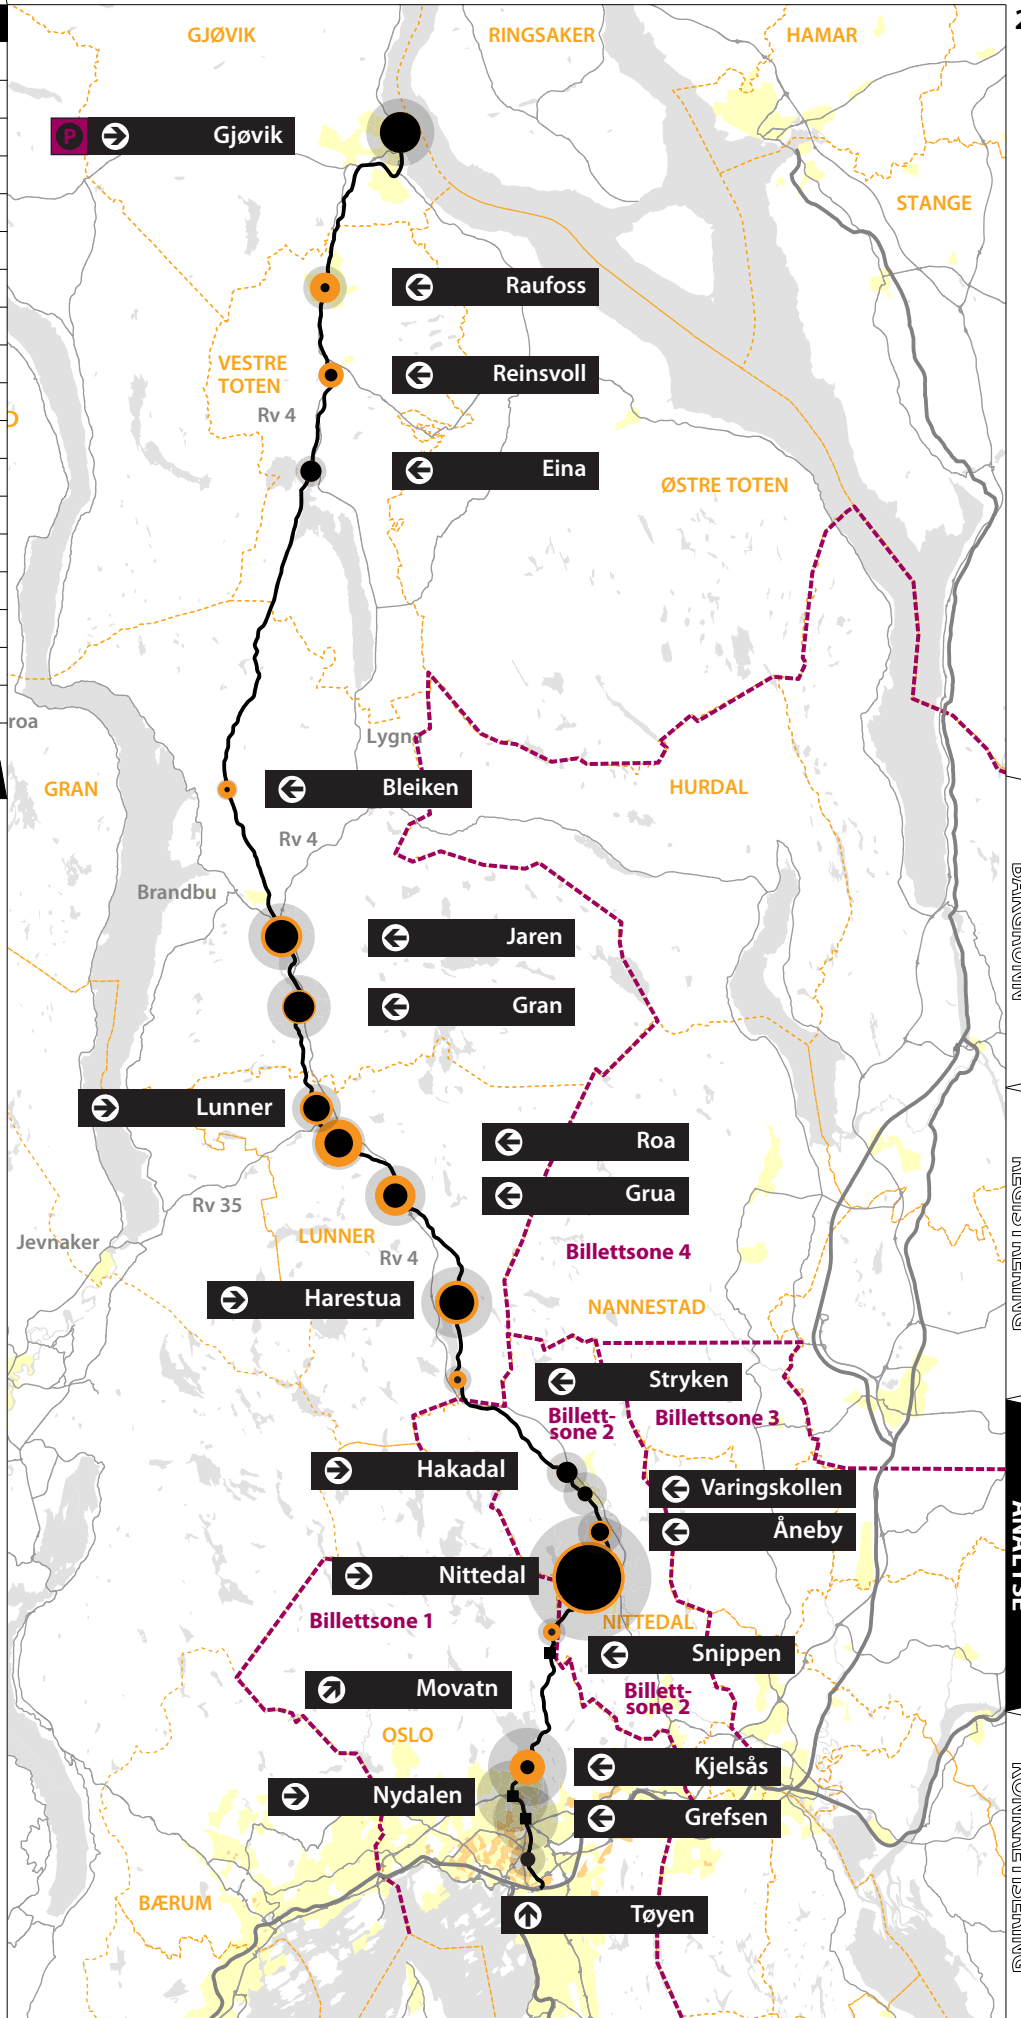 GJØVIK
RINGSAKER
HAMAR
2
P
Gjøvik
STANGE
Raufoss
VESTRE
TOTEN
Reinsvoll
Rv 4
Eina
ØSTRE TOTEN
roa
Lygna
GRAN
Bleiken
HURDAL
Rv 4
Brandbu
Jaren
Gran
Lunner
Roa
Rv 35
Grua
LUNNER
Jevnaker
Rv 4
Billettsone 4
Harestua
NANNESTAD
Stryken
Billett-
sone 2
Billettsone 3
Hakadal
Varingskollen
Åneby
ANALYSE
Nittedal
Billettsone 1
NITTEDAL
Snippen
Movatn
Billett-
sone 2
OSLO
Kjelsås
Nydalen
Grefsen
BÆRUM
Tøyen